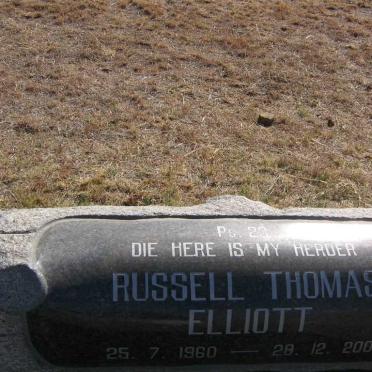 Ps. 23
DIE HERE IS MY HERDER
RUSSELL THOMAS
ELLIOTT
25. 7. 1960 — 28. 12. 200